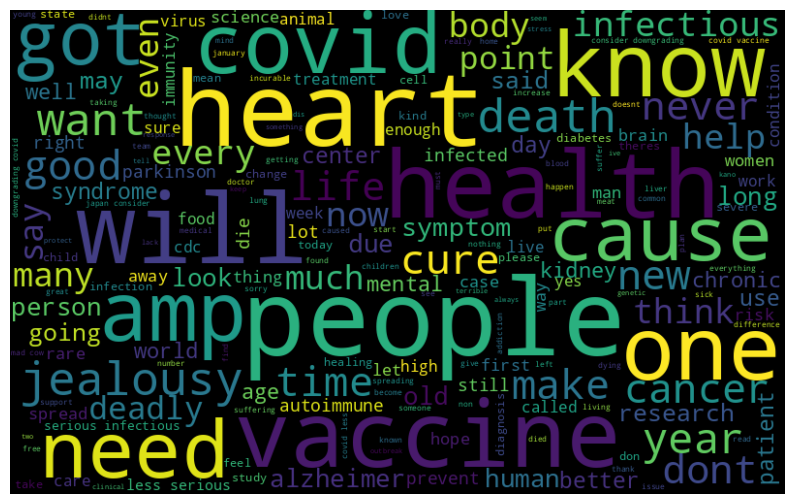 young state didnt virus science animal love seem stress consider downgrading covid vaccine
got even covid body infectious
immunity mind january really home point know
well may mean incurable treatment cell increase said
want sure heart enough kind type death never condition
right thought taking response something day diabetes doesnt theres
good every team tell getting center infected brain help
parkinson change life women
syndrome doctor health man work
japan consider food lung week blood suffer ive happen liver common kano long
say will medical lot now symptom meat severe
child protect die cdc lack caused today due start live put cause
many away found nothing please cure kidney yes new chronic everything
infection look thing much mental children case way genetic sick use
person great sorry see terrible always part think risk
going amp people one difference
rare world healing let high first addiction give left dying
mad cow number spreading
jealousy time become still make cancer
support suffering age someone old non called living
deadly autoimmune research patient
spread serious infectious feel known diagnosis died don read
two free need vaccine hope thank year
take care study alzheimer prevent human better issue dont
clinical less serious covid less outbreak
downgrading covid
plan
find